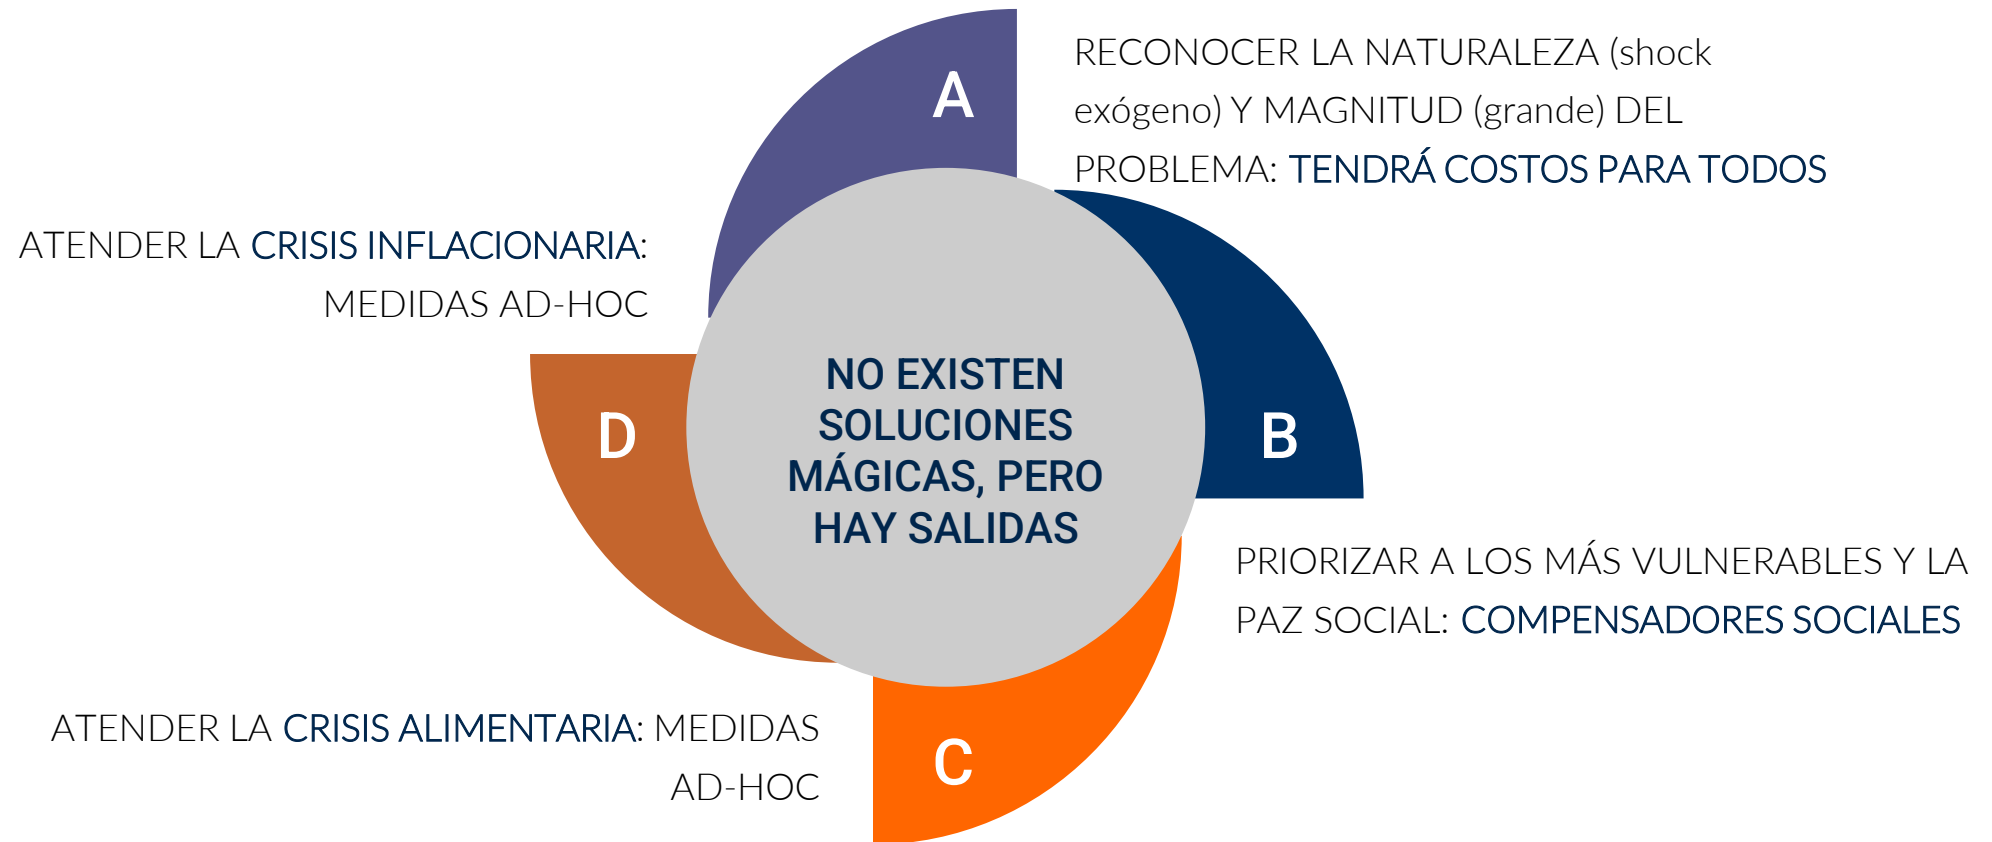 A
RECONOCER LA NATURALEZA (shock
exógeno) Y MAGNITUD (grande) DEL
PROBLEMA: TENDRÁ COSTOS PARA TODOS
B
PRIORIZAR A LOS MÁS VULNERABLES Y LA
PAZ SOCIAL: COMPENSADORES SOCIALES
C
ATENDER LA CRISIS ALIMENTARIA: MEDIDAS
AD-HOC
D
ATENDER LA CRISIS INFLACIONARIA:
MEDIDAS AD-HOC
NO EXISTEN
SOLUCIONES
MÁGICAS, PERO
HAY SALIDAS